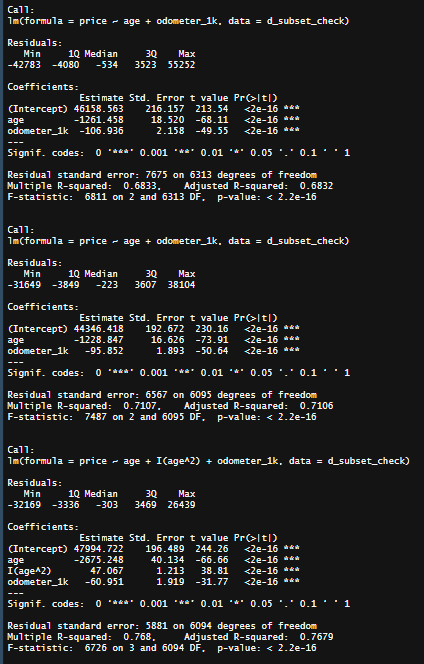 Call:
lm(formula = price ~ age + odometer_1k, data = d_subset_check)

Residuals:
   Min     1Q Median     3Q    Max
-42783  -4080   -534   3523  55252

Coefficients:
             Estimate Std. Error t value Pr(>|t|)
(Intercept) 46158.563    216.157  213.54   <2e-16 ***
age         -1261.458     18.520  -68.11   <2e-16 ***
odometer_1k  -106.936      2.158  -49.55   <2e-16 ***
---
Signif. codes:  0 '***' 0.001 '**' 0.01 '*' 0.05 '.' 0.1 ' ' 1

Residual standard error: 7675 on 6313 degrees of freedom
Multiple R-squared:  0.6833,	Adjusted R-squared:  0.6832
F-statistic:  6811 on 2 and 6313 DF,  p-value: < 2.2e-16

Call:
lm(formula = price ~ age + odometer_1k, data = d_subset_check)

Residuals:
   Min     1Q Median     3Q    Max
-31649  -3849   -223   3607  38104

Coefficients:
             Estimate Std. Error t value Pr(>|t|)
(Intercept) 44346.418    192.672  230.16   <2e-16 ***
age         -1228.847     16.626  -73.91   <2e-16 ***
odometer_1k   -95.852      1.893  -50.64   <2e-16 ***
---
Signif. codes:  0 '***' 0.001 '**' 0.01 '*' 0.05 '.' 0.1 ' ' 1

Residual standard error: 6567 on 6095 degrees of freedom
Multiple R-squared:  0.7107,	Adjusted R-squared:  0.7106
F-statistic:  7487 on 2 and 6095 DF,  p-value: < 2.2e-16

Call:
lm(formula = price ~ age + I(age^2) + odometer_1k, data = d_subset_check)

Residuals:
   Min     1Q Median     3Q    Max
-32169  -3336   -303   3469  26439

Coefficients:
             Estimate Std. Error t value Pr(>|t|)
(Intercept) 47994.722    196.489  244.26   <2e-16 ***
age         -2675.248     40.134  -66.66   <2e-16 ***
I(age^2)       47.067      1.213   38.81   <2e-16 ***
odometer_1k   -60.951      1.919  -31.77   <2e-16 ***
---
Signif. codes:  0 '***' 0.001 '**' 0.01 '*' 0.05 '.' 0.1 ' ' 1

Residual standard error: 5881 on 6094 degrees of freedom
Multiple R-squared:  0.768,	Adjusted R-squared:  0.7679
F-statistic:  6726 on 3 and 6094 DF,  p-value: < 2.2e-16